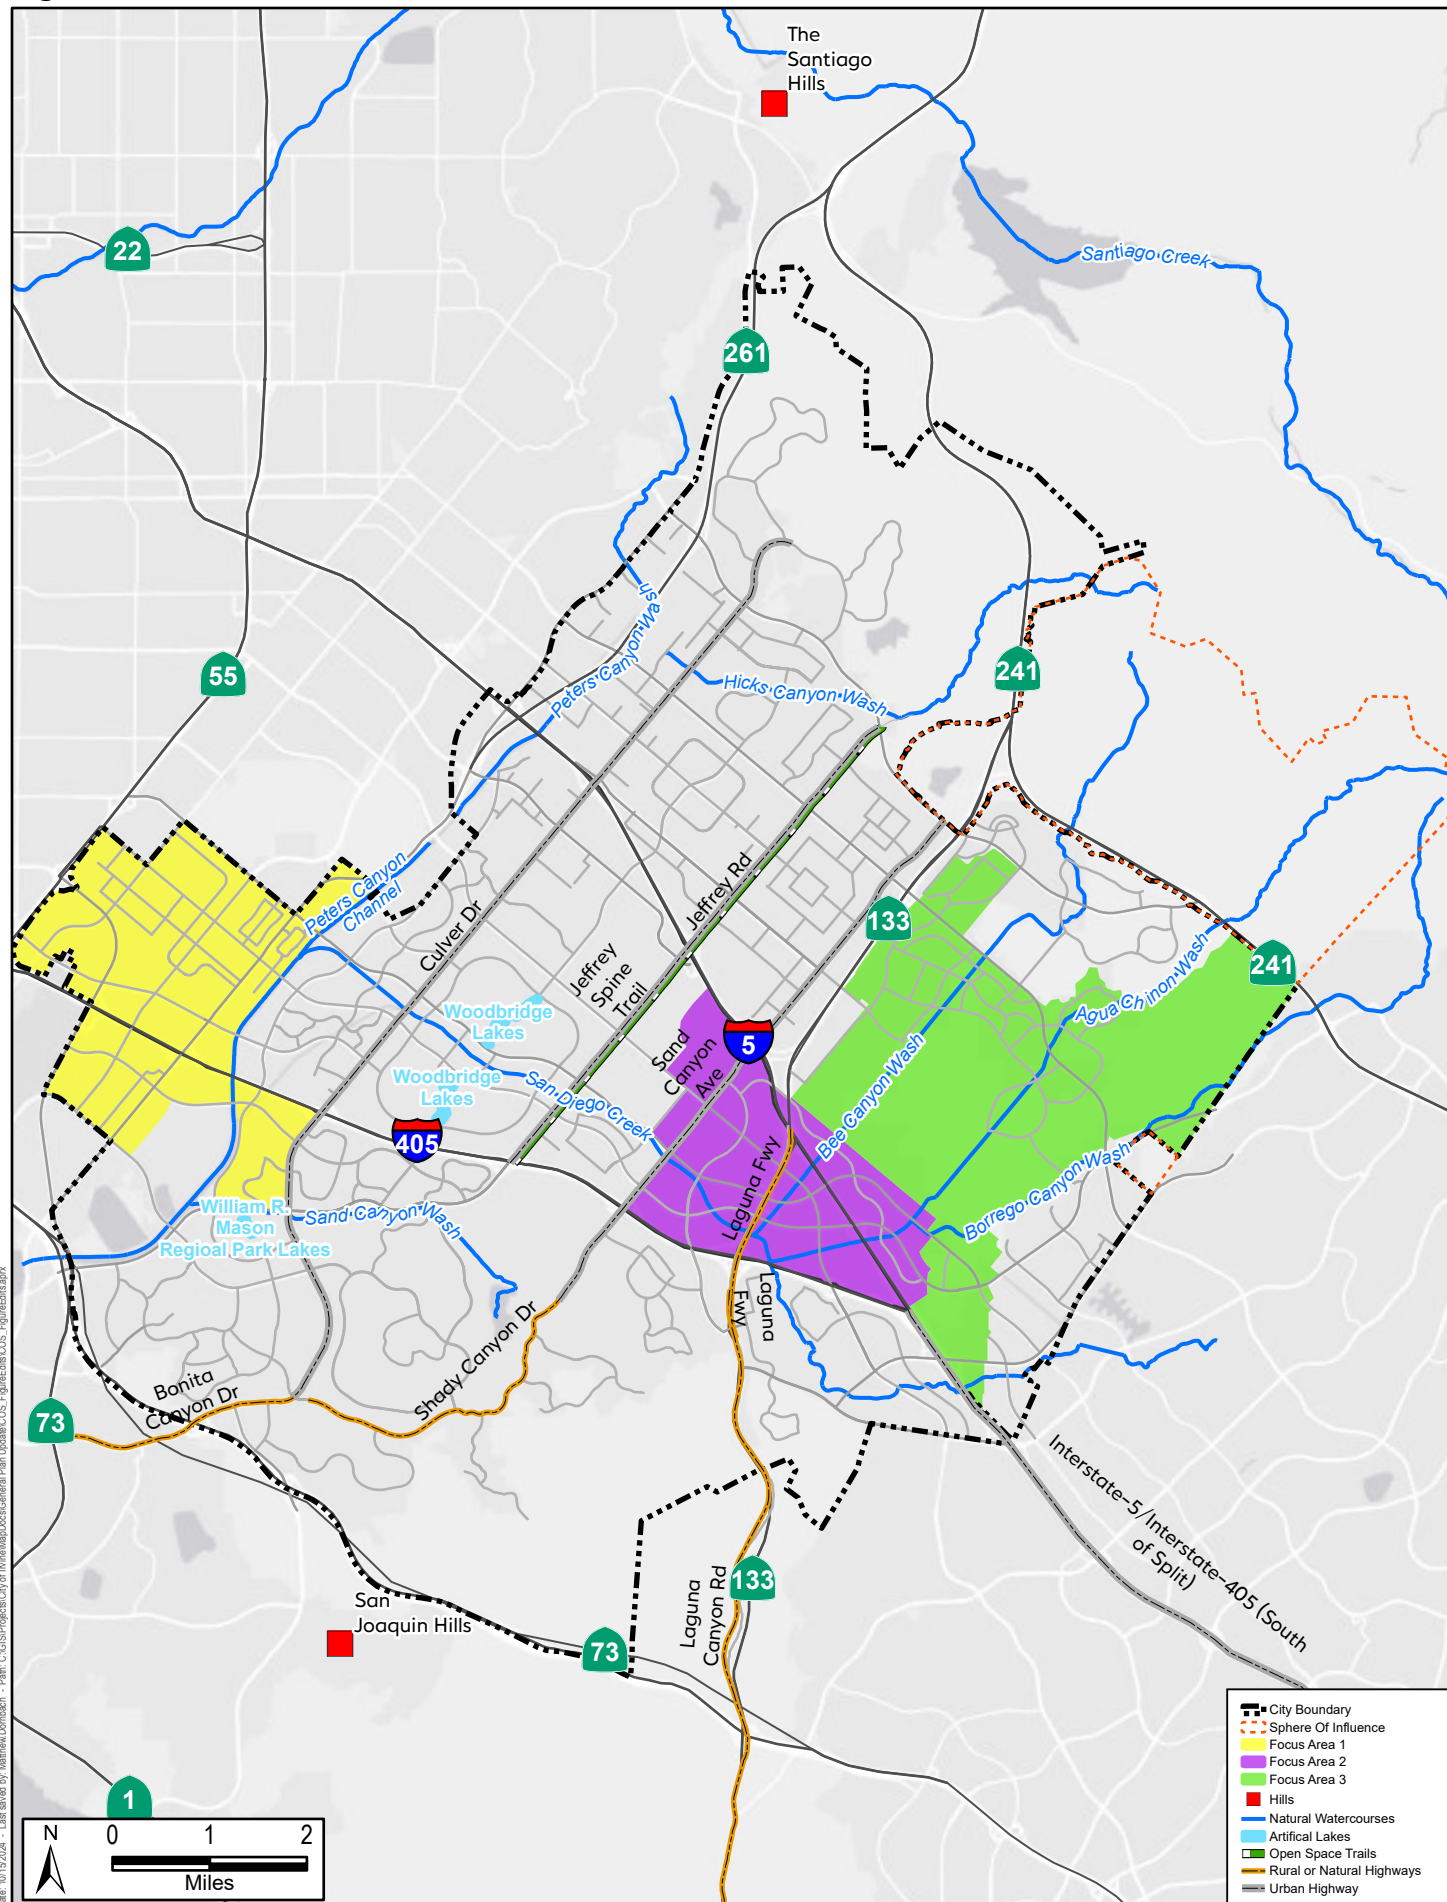 The
Santiago
Hills
22
Santiago Creek
261
Peters Canyon Wash
55
241
Hicks Canyon Wash
Peters Canyon
Channel
Culver Dr
Jeffrey Rd
133
Jeffrey
Spine
Trail
241
Agua Chinon Wash
Woodbridge
Lakes
Sand
Canyon
Ave
5
Woodbridge
Lakes
San Diego Creek
Bee Canyon Wash
405
Laguna Fwy
Borrego Canyon Wash
William R.
Mason
Regioal Park Lakes
Sand Canyon Wash
Laguna
Fwy
Shady Canyon Dr
Bonita
Canyon Dr
73
Interstate-5/Interstate-405 (South
of Split)
133
Laguna
Canyon Rd
San
Joaquin Hills
73
1
N
0 1 2
Miles
City Boundary
Sphere Of Influence
Focus Area 1
Focus Area 2
Focus Area 3
Hills
Natural Watercourses
Artifical Lakes
Open Space Trails
Rural or Natural Highways
Urban Highway